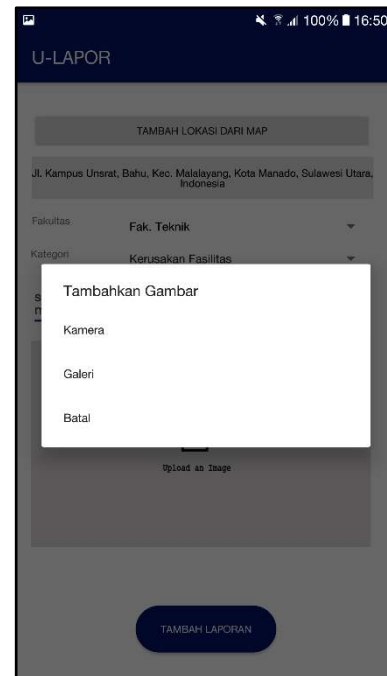 100% 16:50
U-LAPOR
TAMBAH LOKASI DARI MAP
Jl. Kampus Unsrat, Bahu, Kec. Malalayang, Kota Manado, Sulawesi Utara,
Indonesia
Fakultas
Fak. Teknik
Kategori
Kerusakan Fasilitas
Tambahkan Gambar
Kamera
Galeri
Batal
Upload an Image
TAMBAH LAPORAN